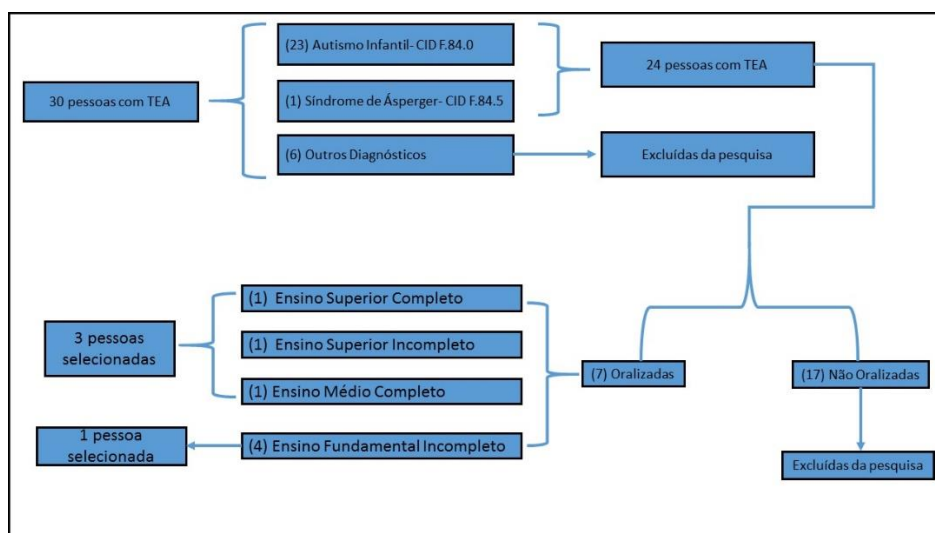 30 pessoas com TEA
(23) Autismo Infantil- CID F.84.0
(1) Síndrome de Ásperger- CID F.84.5
(6) Outros Diagnósticos
24 pessoas com TEA
Excluídas da pesquisa
3 pessoas
selecionadas
1 pessoa
selecionada
(1) Ensino Superior Completo
(1) Ensino Superior Incompleto
(1) Ensino Médio Completo
(4) Ensino Fundamental Incompleto
(7) Oralizadas
(17) Não Oralizadas
Excluídas da pesquisa